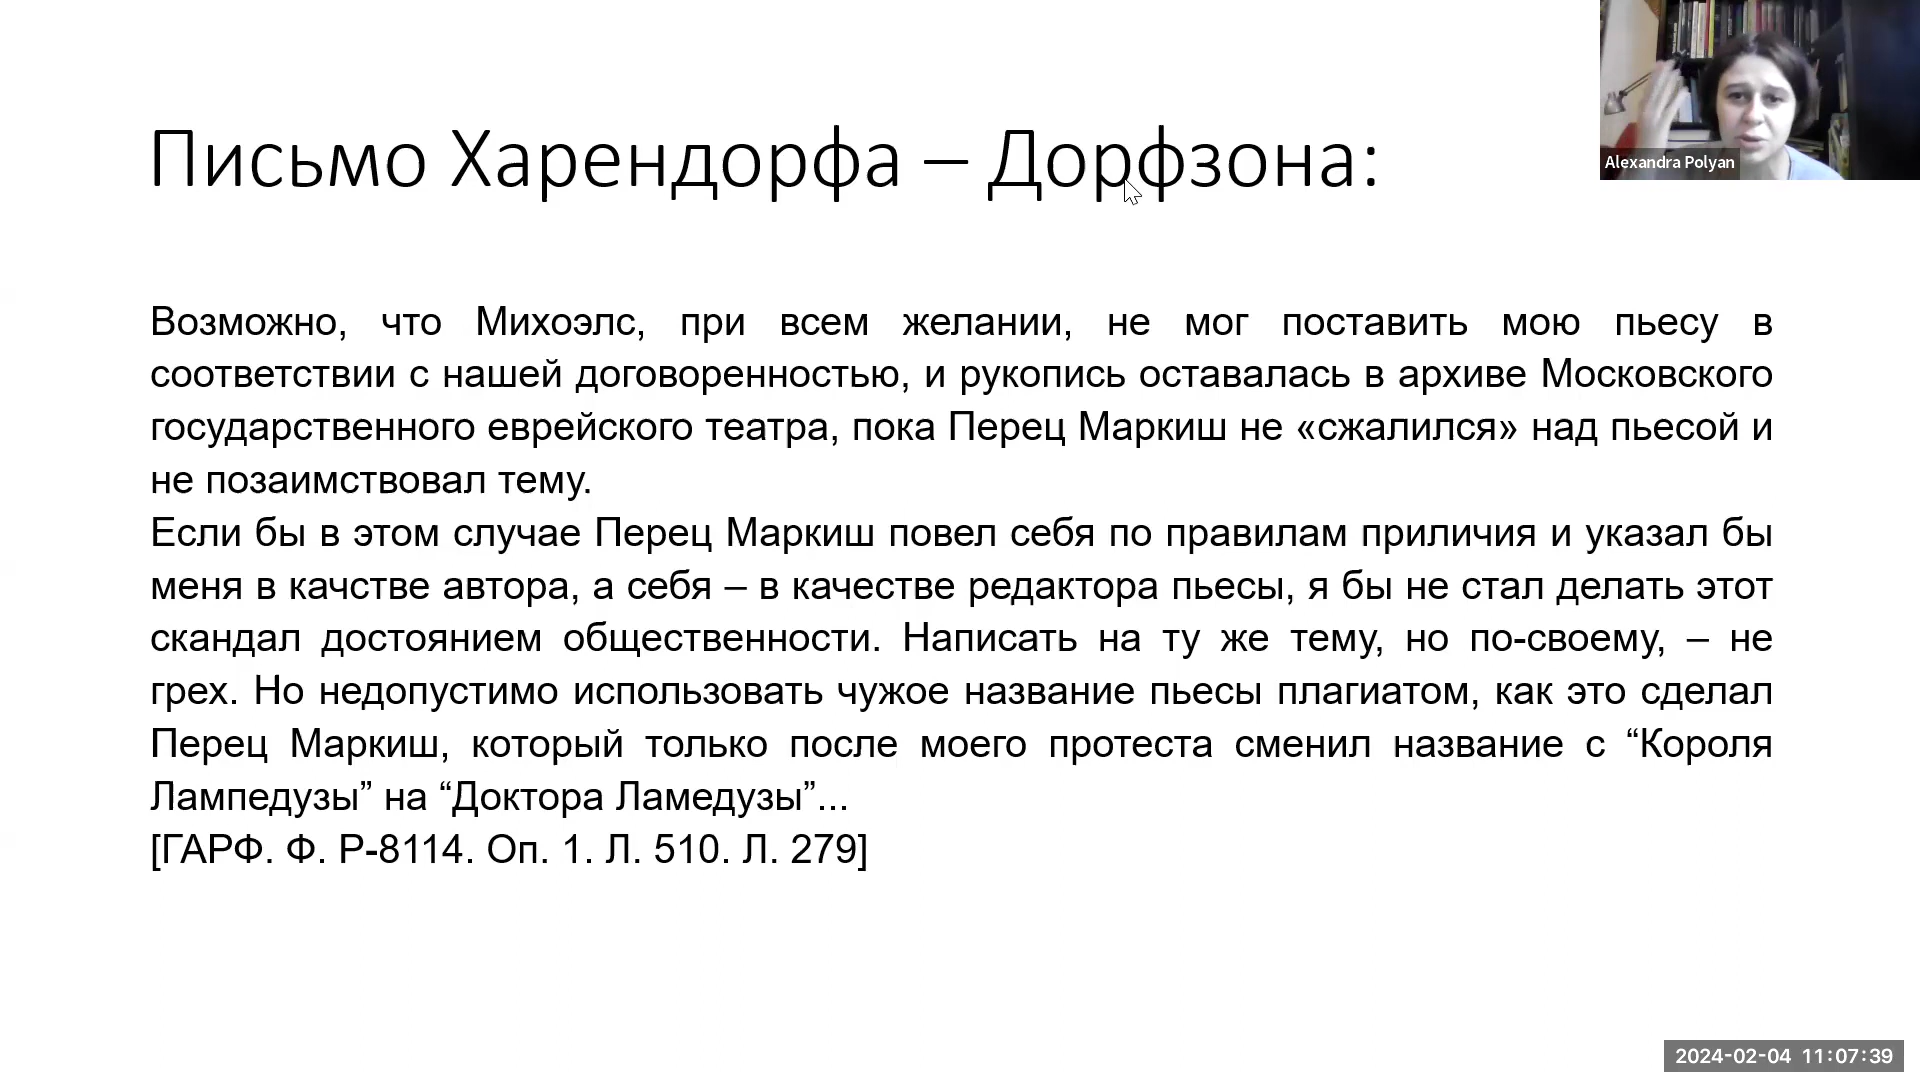 Письмо Харендорфа – Дорфзона:
Alexandra Polyan
Возможно, что Михоэлс, при всем желании, не мог поставить мою пьесу в
соответствии с нашей договоренностью, и рукопись оставалась в архиве Московского
государственного еврейского театра, пока Перец Маркиш не «сжалился» над пьесой и
не позаимствовал тему.
Если бы в этом случае Перец Маркиш повел себя по правилам приличия и указал бы
меня в качстве автора, а себя – в качестве редактора пьесы, я бы не стал делать этот
скандал достоянием общественности. Написать на ту же тему, но по-своему, – не
грех. Но недопустимо использовать чужое название пьесы плагиатом, как это сделал
Перец Маркиш, который только после моего протеста сменил название с “Короля
Лампедузы” на “Доктора Ламедузы”...
[ГАРФ. Ф. Р-8114. Оп. 1. Л. 510. Л. 279]
2024-02-04 11:07:39